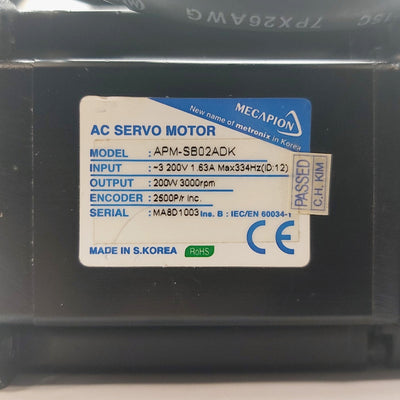 7PX26AWG
MECAPION
New name of metronix in Korea
AC SERVO MOTOR
MODEL : APM-SB02ADK
INPUT : ~3 200V 1.63A Max334Hz(ID:12)
OUTPUT : 200W 3000rpm
ENCODER : 2500P/r Inc.
SERIAL : MA8D1003 Ins. B : IEC/EN 60034-1
PASSED
C.H. KIM
MADE IN S.KOREA RoHS